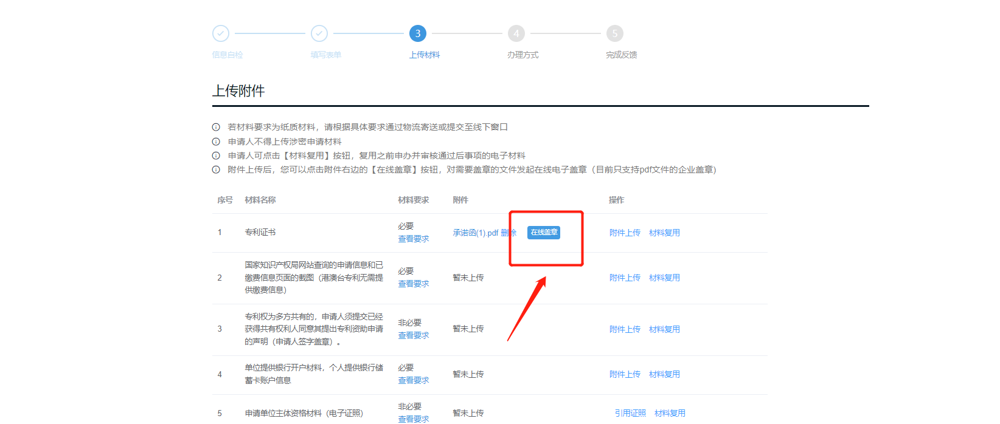 3 4 5
信息自检 填写表单 上传材料 办理方式 完成反馈
上传附件
若材料要求为纸质材料，请根据具体要求通过物流寄送或提交至线下窗口
申请人不得上传涉密申请材料
申请人可点击【材料复用】按钮，复用之前申办并审核通过后事项的电子材料
附件上传后，您可以点击附件右边的【在线盖章】按钮，对需要盖章的文件发起在线电子盖章（目前只支持pdf文件的企业盖章）
序号 材料名称 材料要求 附件 操作
1 专利证书 必要 承诺函(1).pdf 删除 在线盖章 附件上传 材料复用
查看要求
国家知识产权局网站查询的申请信息和已
2 缴费信息页面的截图（港澳台专利无需提 必要 暂未上传 附件上传 材料复用
供缴费信息） 查看要求
专利权为多方共有的，申请人须提交已经
3 获得共有权利人同意其提出专利资助申请 非必要 暂未上传 附件上传 材料复用
的声明（申请人签字盖章）。 查看要求
4 单位提供银行开户材料，个人提供银行储 必要 暂未上传 附件上传 材料复用
蓄卡账户信息 查看要求
5 申请单位主体资格材料（电子证照） 非必要 暂未上传 引用证照 材料复用
查看要求